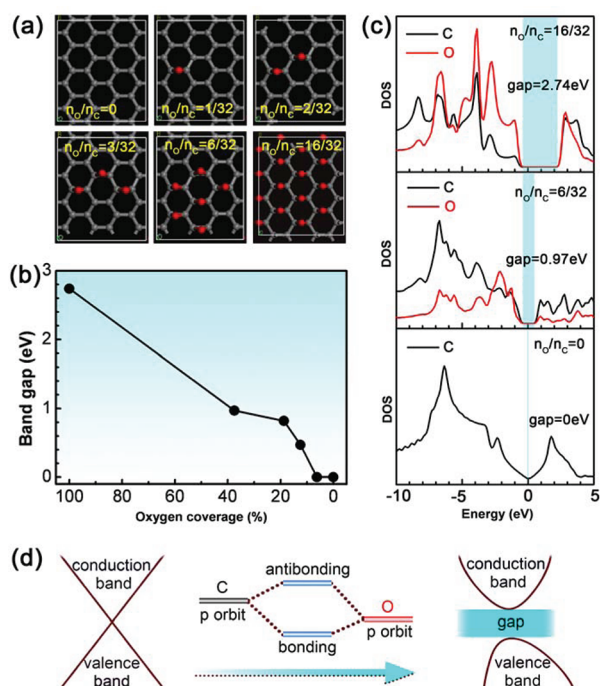 (a)
n_O/n_C=0
n_O/n_C=1/32
n_O/n_C=2/32
n_O/n_C=3/32
n_O/n_C=6/32
n_O/n_C=16/32
(b)
Band gap (eV)
3
2
1
0
100 80 60 40 20 0
Oxygen coverage (%)
(c)
C
O
n_O/n_C=16/32
gap=2.74eV
DOS
C
O
n_O/n_C=6/32
gap=0.97eV
DOS
C
n_O/n_C=0
gap=0eV
DOS
-10 -5 0 5
Energy (eV)
(d)
conduction
band
valence
band
C
p orbit
antibonding
bonding
O
p orbit
conduction
band
gap
valence
band